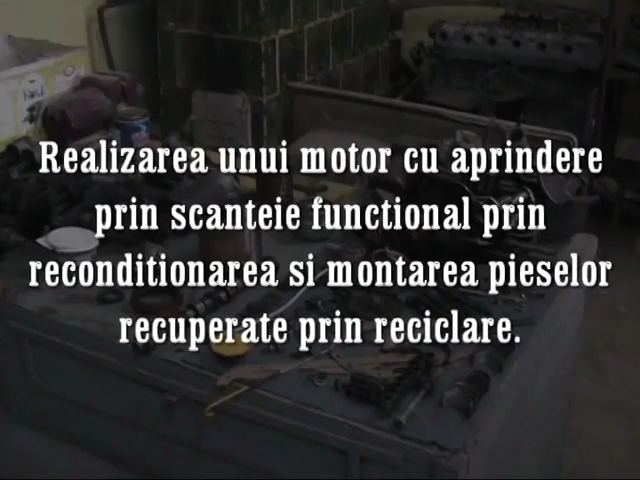 Realizarea unui motor cu aprindere
prin scanteie functional prin
reconditionarea si montarea pieselor
recuperate prin reciclare.